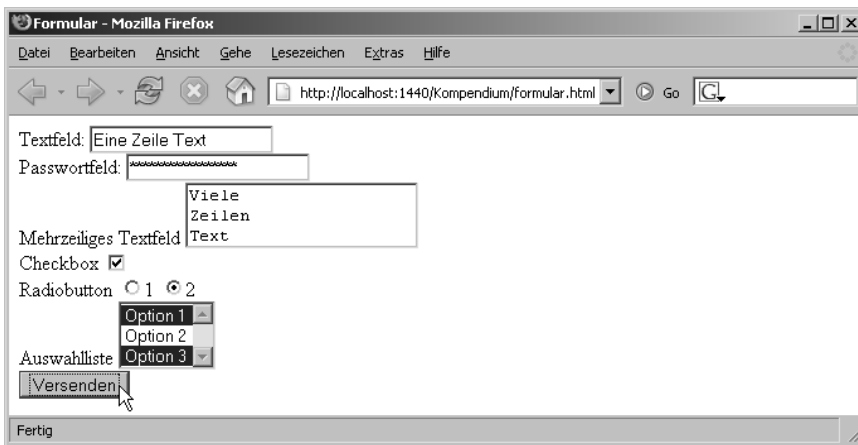 Formular - Mozilla Firefox
Datei Bearbeiten Ansicht Gehe Lesezeichen Extras Hilfe
http://localhost:1440/Kompendium/formular.html Go G
Textfeld: Eine Zeile Text
Passwortfeld: ******************
Viele
Zeilen
Mehrzeiliges Textfeld Text
Checkbox
Radiobutton 1 2
Option 1
Option 2
Auswahlliste Option 3
Versenden
Fertig